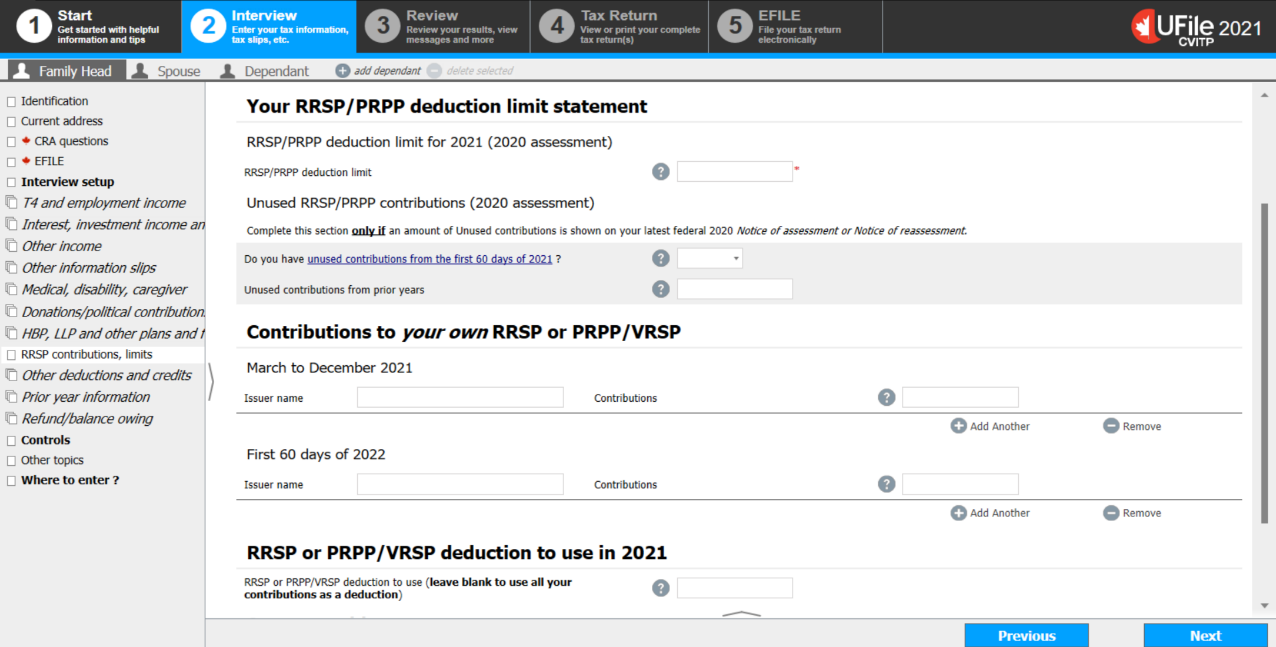 1
Start
Get started with helpful
information and tips
2
Interview
Enter your tax information,
tax slips, etc.
3
Review
Review your results, view
messages and more
4
Tax Return
View or print your complete
tax return(s)
5
EFILE
File your tax return
electronically
UFile 2021
CVITP
Family Head
Spouse
Dependant
add dependant
delete selected
Identification
Current address
CRA questions
EFILE
Interview setup
T4 and employment income
Interest, investment income an
Other income
Other information slips
Medical, disability, caregiver
Donations/political contribution
HBP, LLP and other plans and f
RRSP contributions, limits
Other deductions and credits
Prior year information
Refund/balance owing
Controls
Other topics
Where to enter ?
Your RRSP/PRPP deduction limit statement
RRSP/PRPP deduction limit for 2021 (2020 assessment)
RRSP/PRPP deduction limit ? *
Unused RRSP/PRPP contributions (2020 assessment)
Complete this section only if an amount of Unused contributions is shown on your latest federal 2020 Notice of assessment or Notice of reassessment.
Do you have unused contributions from the first 60 days of 2021 ? ?
Unused contributions from prior years ?
Contributions to your own RRSP or PRPP/VRSP
March to December 2021
Issuer name Contributions ?
Add Another Remove
First 60 days of 2022
Issuer name Contributions ?
Add Another Remove
RRSP or PRPP/VRSP deduction to use in 2021
RRSP or PRPP/VRSP deduction to use (leave blank to use all your
contributions as a deduction) ?
Previous Next